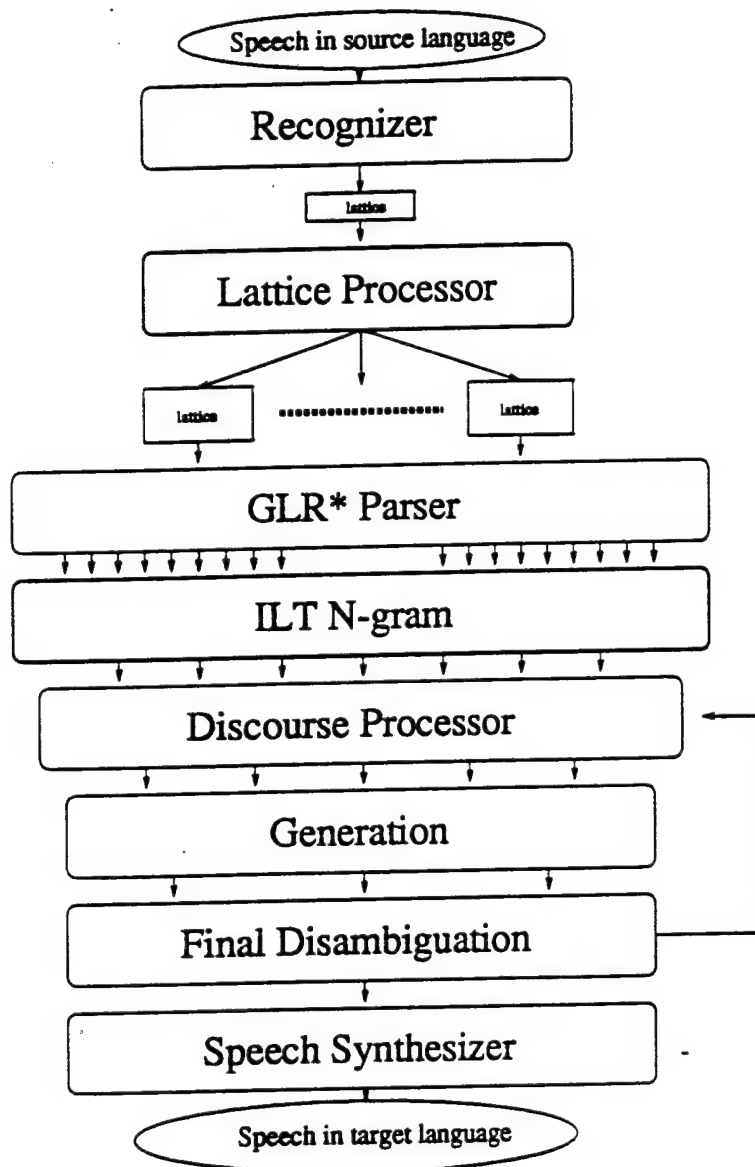 Speech in source language
Recognizer
lattice
Lattice Processor
lattice
lattice
GLR* Parser
ILT N-gram
Discourse Processor
Generation
Final Disambiguation
Speech Synthesizer
Speech in target language